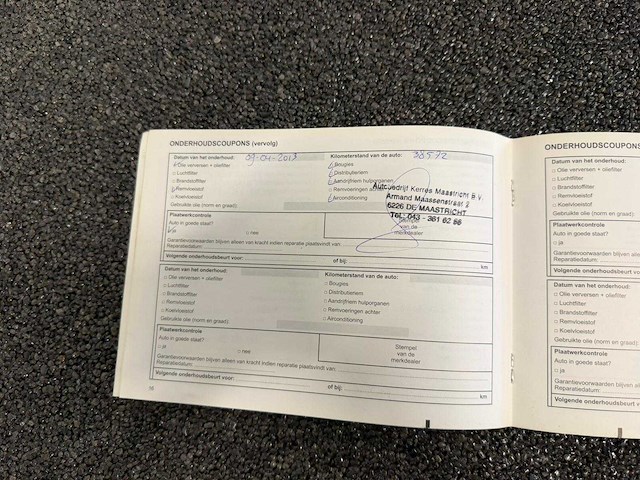 ONDERHOUDSCOUPONS (vervolg)
Datum van het onderhoud: 09-04-2013
Olie verversen + oliefilter
Luchtfilter
Brandstoffilter
Remvloeistof
Koelvloeistof
Gebruikte olie (norm en graad):
Kilometerstand van de auto: 38572
Bougies
Distributieriem
Aandrijfriem hulporganen
Remvoeringen
Airconditioning
Autobedrijf Kerres Maastricht B.V.
Armand Maassenstraat 2
6226 DE MAASTRICHT
Tel: 043 - 361 62 66
Plaatwerkcontrole
Auto in goede staat?
ja
nee
Stempel
van de
merkdealer
Garantievoorwaarden blijven alleen van kracht indien reparatie plaatsvindt van:
Reparatiedatum:
Volgende onderhoudsbeurt voor: of bij: km
Datum van het onderhoud:
Olie verversen + oliefilter
Luchtfilter
Brandstoffilter
Remvloeistof
Koelvloeistof
Gebruikte olie (norm en graad):
Kilometerstand van de auto:
Bougies
Distributieriem
Aandrijfriem hulporganen
Remvoeringen achter
Airconditioning
Plaatwerkcontrole
Auto in goede staat?
ja
nee
Stempel
van de
merkdealer
Garantievoorwaarden blijven alleen van kracht indien reparatie plaatsvindt van:
Reparatiedatum:
Volgende onderhoudsbeurt voor: of bij: km
ONDERHOUDSCOUPONS
Datum van het onderhoud:
Olie verversen + oliefilter
Luchtfilter
Brandstoffilter
Remvloeistof
Koelvloeistof
Gebruikte olie (norm en graad):
Plaatwerkcontrole
Auto in goede staat?
ja
Garantievoorwaarden blijven
Reparatiedatum:
Volgende onderhoudsbeurt
Datum van het onderhoud:
Olie verversen + oliefilter
Luchtfilter
Brandstoffilter
Remvloeistof
Koelvloeistof
Gebruikte olie (norm en graad):
Plaatwerkcontrole
Auto in goede staat?
ja
Garantievoorwaarden blijven alleen
Reparatiedatum:
Volgende onderhoudsbeurt